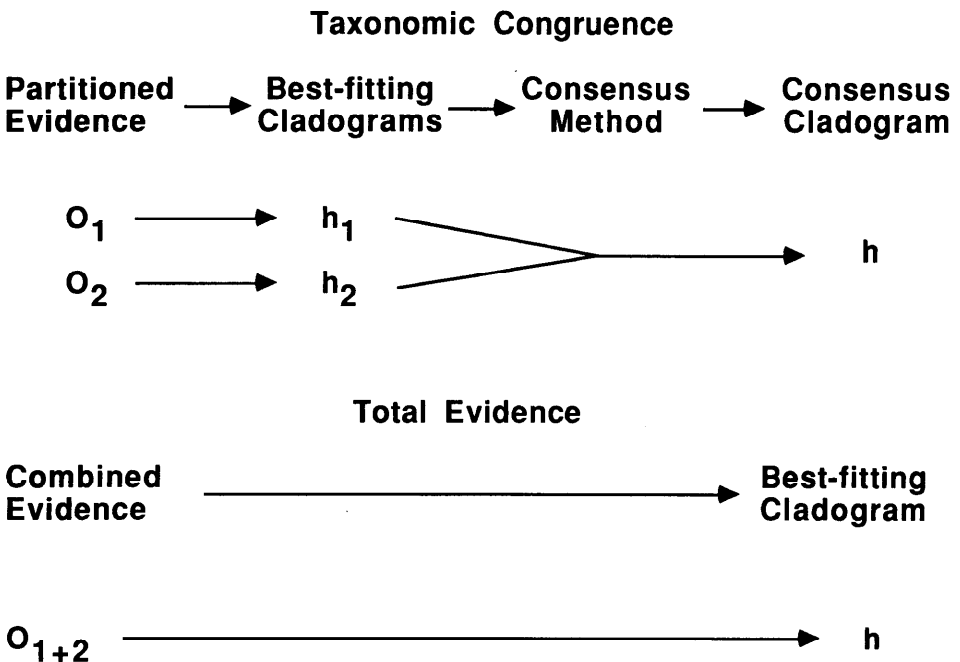 Taxonomic Congruence
Partitioned Evidence
Best-fitting Cladograms
Consensus Method
Consensus Cladogram
O1
h1
h
O2
h2
Total Evidence
Combined Evidence
Best-fitting Cladogram
O1+2
h